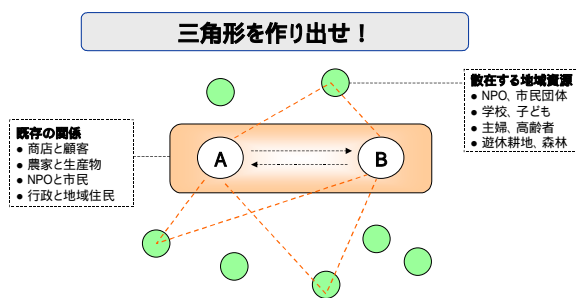 三角形を作り出せ！
散在する地域資源
● NPO、市民団体
● 学校、子ども
● 主婦、高齢者
● 遊休耕地、森林
既存の関係
● 商店と顧客
● 農家と生産物
● NPOと市民
● 行政と地域住民
A
B